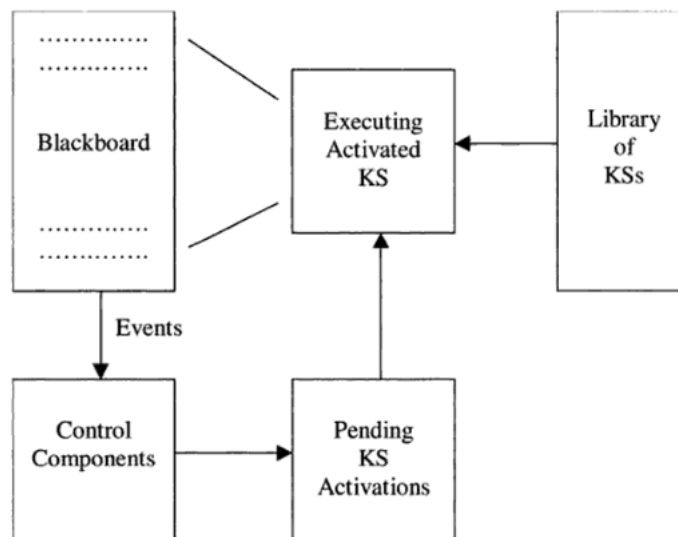 Blackboard
Executing
Activated
KS
Library
of
KSs
Events
Control
Components
Pending
KS
Activations